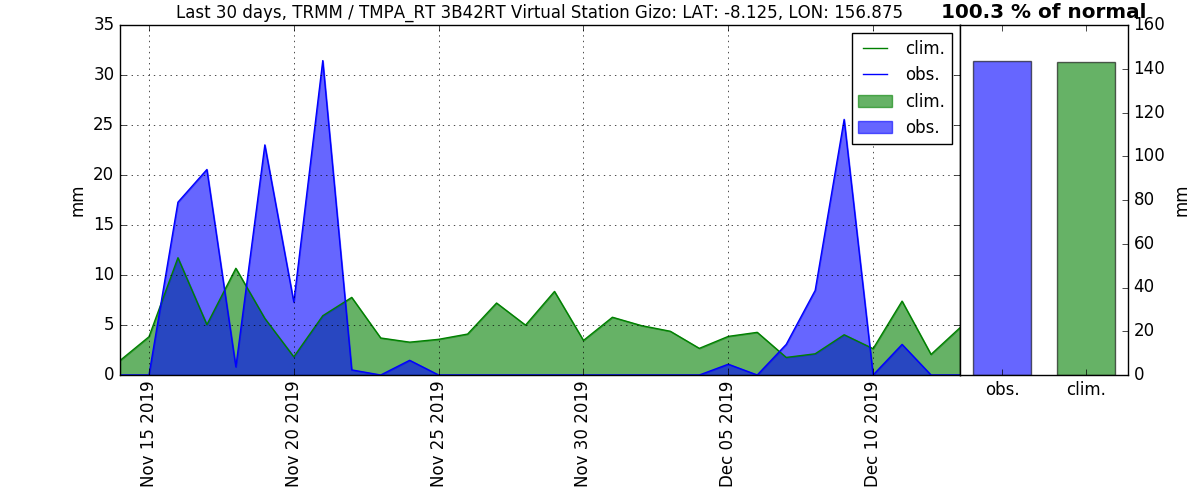 Last 30 days, TRMM / TMPA_RT 3B42RT Virtual Station Gizo: LAT: -8.125, LON: 156.875
100.3 % of normal
35
30
25
20
15
10
5
0
mm
clim.
obs.
clim.
obs.
Nov 15 2019
Nov 20 2019
Nov 25 2019
Nov 30 2019
Dec 05 2019
Dec 10 2019
160
140
120
100
80
60
40
20
0
mm
obs.
clim.